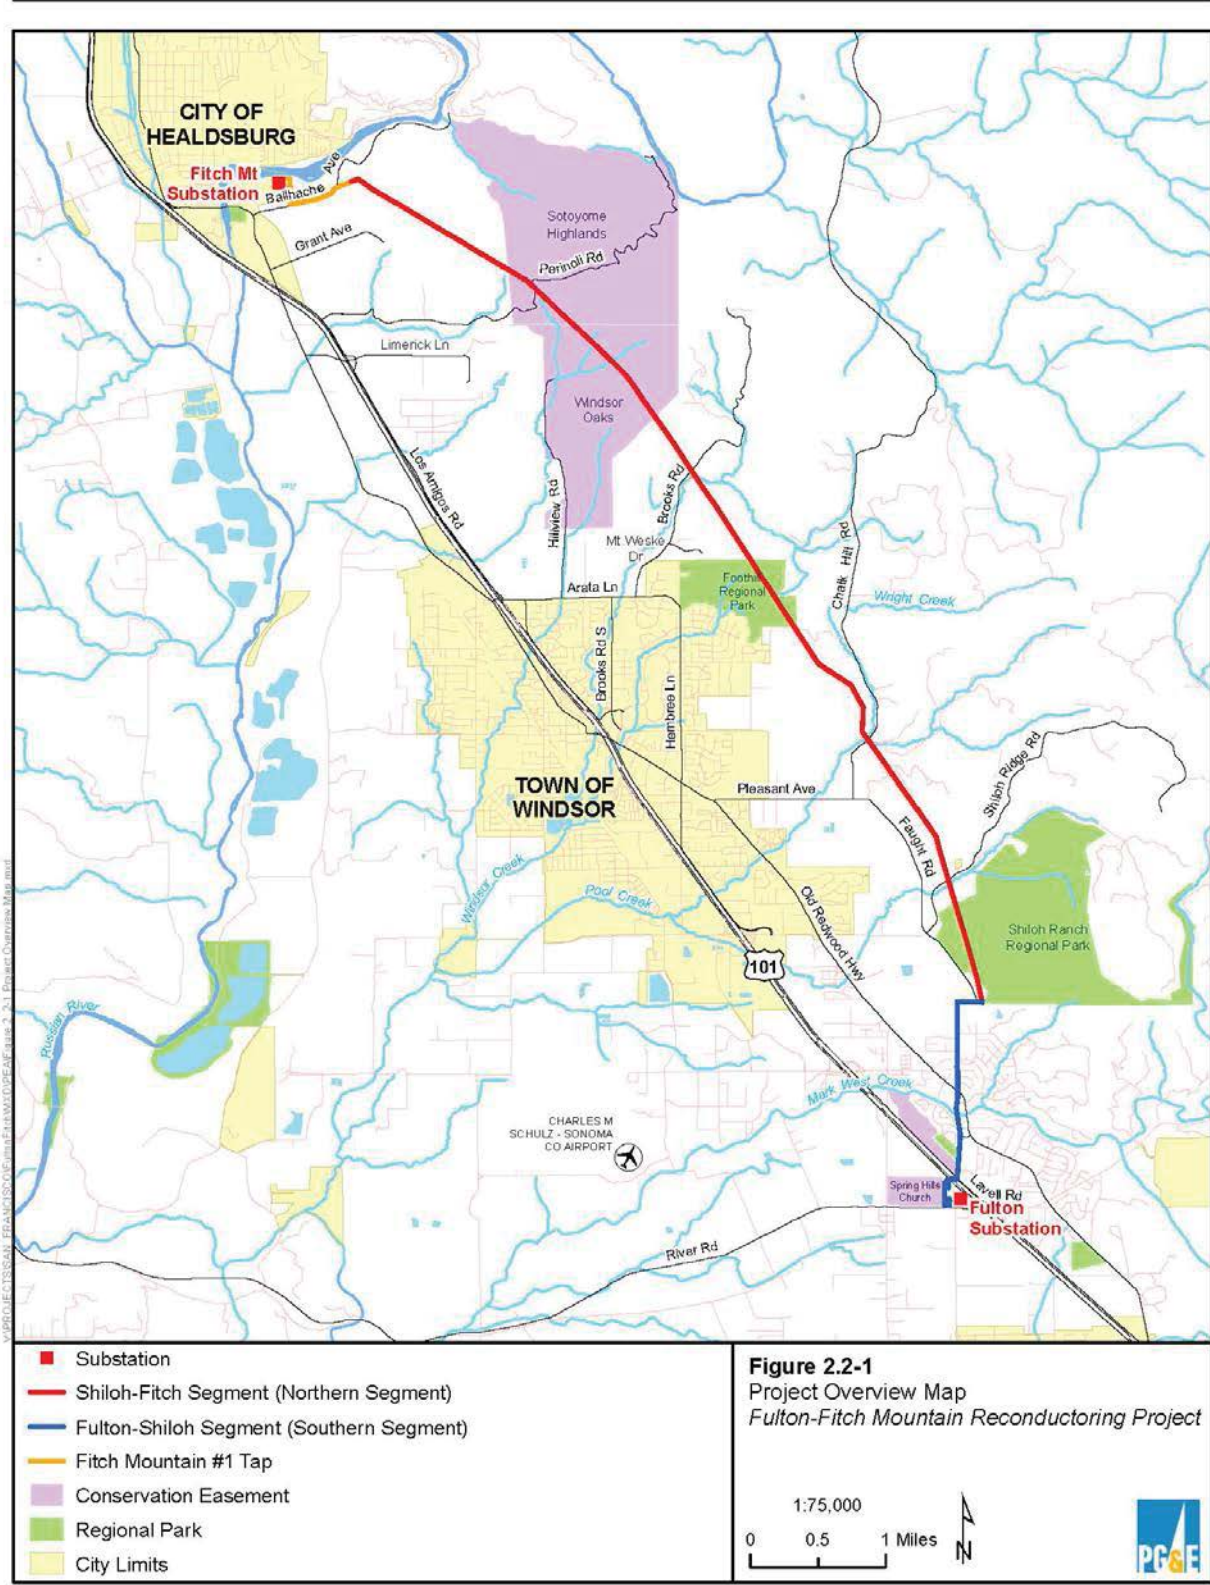 CITY OF
HEALDSBURG
Fitch Mt
Substation
Bailhache
Ave
Grant Ave
Sotoyome
Highlands
Perinoli Rd
Limerick Ln
Windsor
Oaks
Los Amigos Rd
Hillview Rd
Brooks Rd
Mt Weske
Dr
Chalk Hill Rd
Arata Ln
Foothill
Regional
Park
Wright Creek
Brooks Rd S
Hembree Ln
TOWN OF
WINDSOR
Pleasant Ave
Shiloh Ridge Rd
Faught Rd
Windsor Creek
Pool Creek
Old Redwood Hwy
Shiloh Ranch
Regional Park
101
Russian River
Mark West Creek
CHARLES M
SCHULZ - SONOMA
CO AIRPORT
Spring Hills
Church
Lavell Rd
Fulton
Substation
River Rd
Substation
Shiloh-Fitch Segment (Northern Segment)
Fulton-Shiloh Segment (Southern Segment)
Fitch Mountain #1 Tap
Conservation Easement
Regional Park
City Limits
Figure 2.2-1
Project Overview Map
Fulton-Fitch Mountain Reconductoring Project
1:75,000
0 0.5 1 Miles
N
PG&E